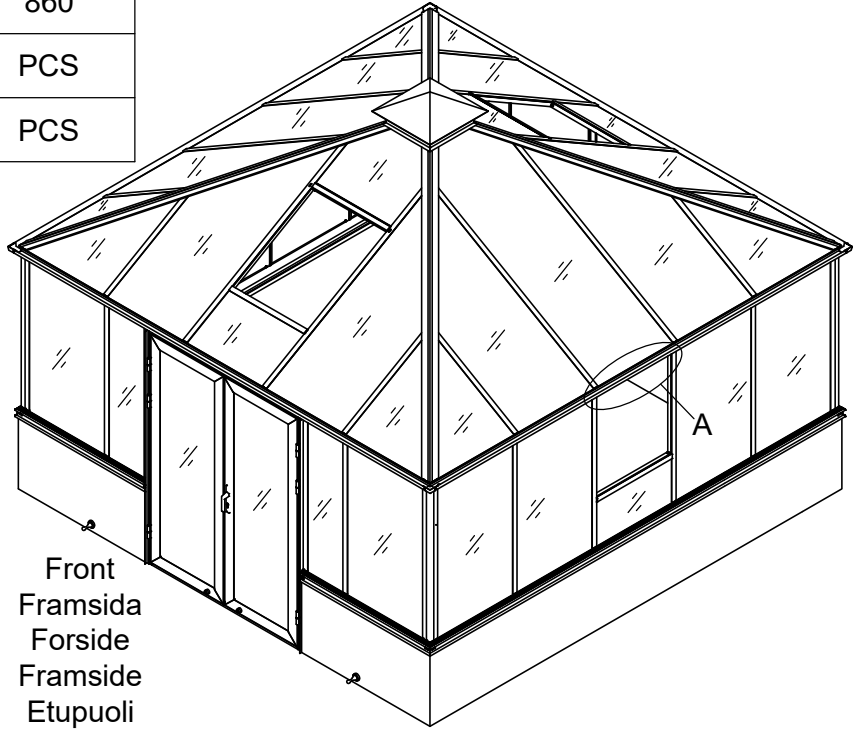 860
PCS
PCS
A
Front
Framsida
Forside
Framside
Etupuoli